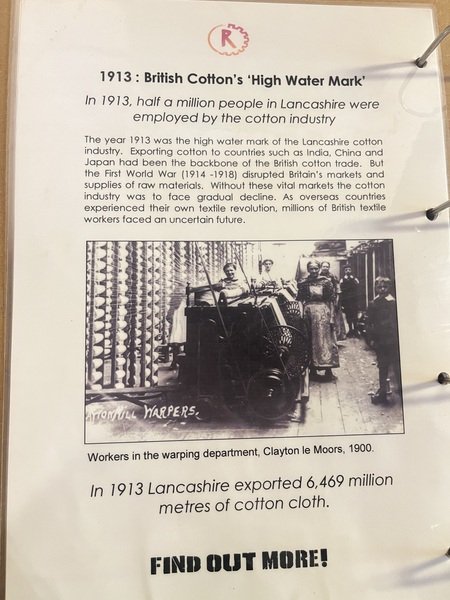 R
1913 : British Cotton's 'High Water Mark'
In 1913, half a million people in Lancashire were
employed by the cotton industry
The year 1913 was the high water mark of the Lancashire cotton
industry. Exporting cotton to countries such as India, China and
Japan had been the backbone of the British cotton trade. But
the First World War (1914 -1918) disrupted Britain's markets and
supplies of raw materials. Without these vital markets the cotton
industry was to face gradual decline. As overseas countries
experienced their own textile revolution, millions of British textile
workers faced an uncertain future.
WARPERS.
Workers in the warping department, Clayton le Moors, 1900.
In 1913 Lancashire exported 6,469 million
metres of cotton cloth.
FIND OUT MORE!